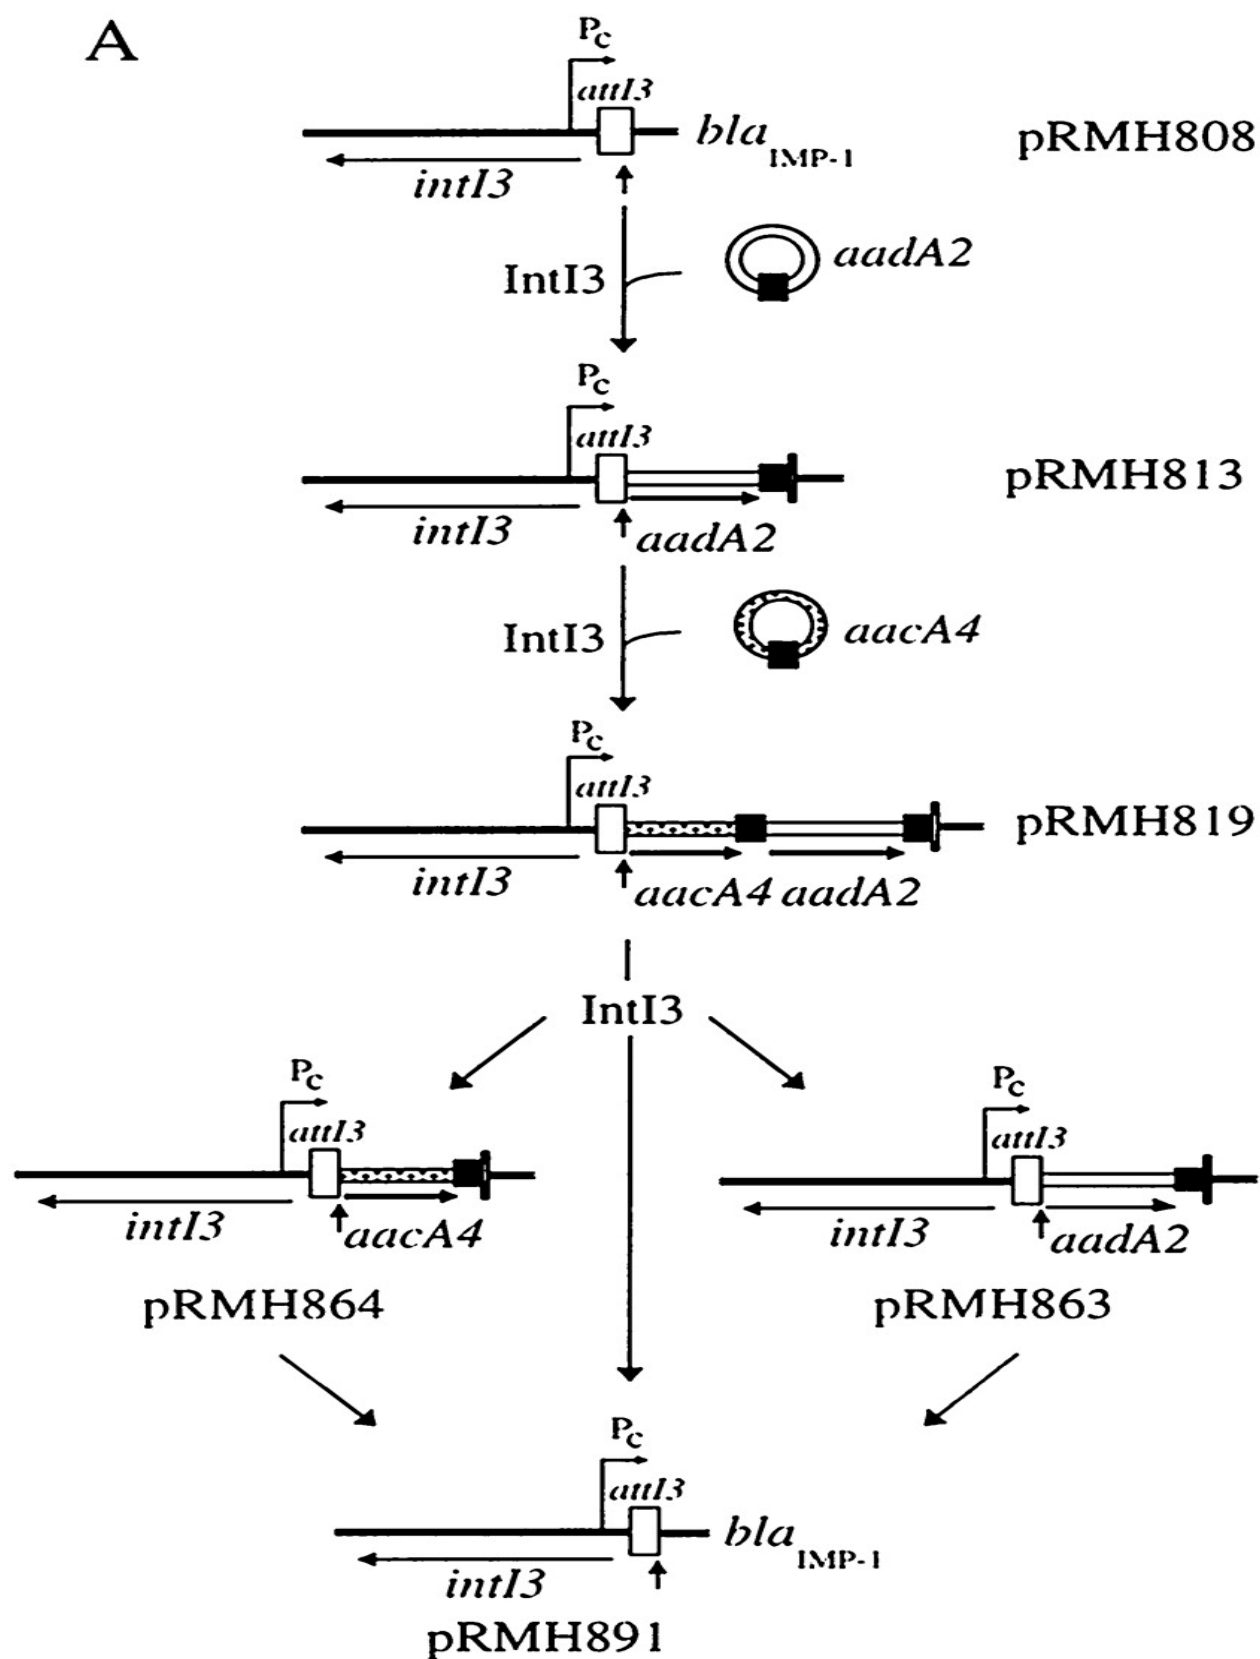 A
Pc
attI3
blaIMP-1
pRMH808
intI3
IntI3
aadA2
Pc
attI3
pRMH813
intI3
aadA2
IntI3
aacA4
Pc
attI3
pRMH819
intI3
aacA4 aadA2
IntI3
Pc
attI3
intI3
aacA4
pRMH864
Pc
attI3
intI3
aadA2
pRMH863
Pc
attI3
blaIMP-1
intI3
pRMH891